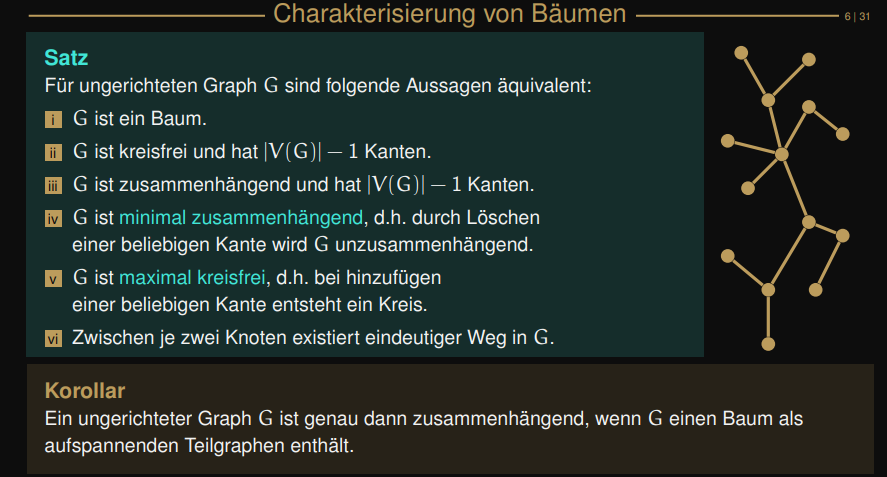 Charakterisierung von Bäumen
6 | 31
Satz
Für ungerichteten Graph G sind folgende Aussagen äquivalent:
i G ist ein Baum.
ii G ist kreisfrei und hat |V(G)| − 1 Kanten.
iii G ist zusammenhängend und hat |V(G)| − 1 Kanten.
iv G ist minimal zusammenhängend, d.h. durch Löschen
einer beliebigen Kante wird G unzusammenhängend.
v G ist maximal kreisfrei, d.h. bei hinzufügen
einer beliebigen Kante entsteht ein Kreis.
vi Zwischen je zwei Knoten existiert eindeutiger Weg in G.
Korollar
Ein ungerichteter Graph G ist genau dann zusammenhängend, wenn G einen Baum als
aufspannenden Teilgraphen enthält.